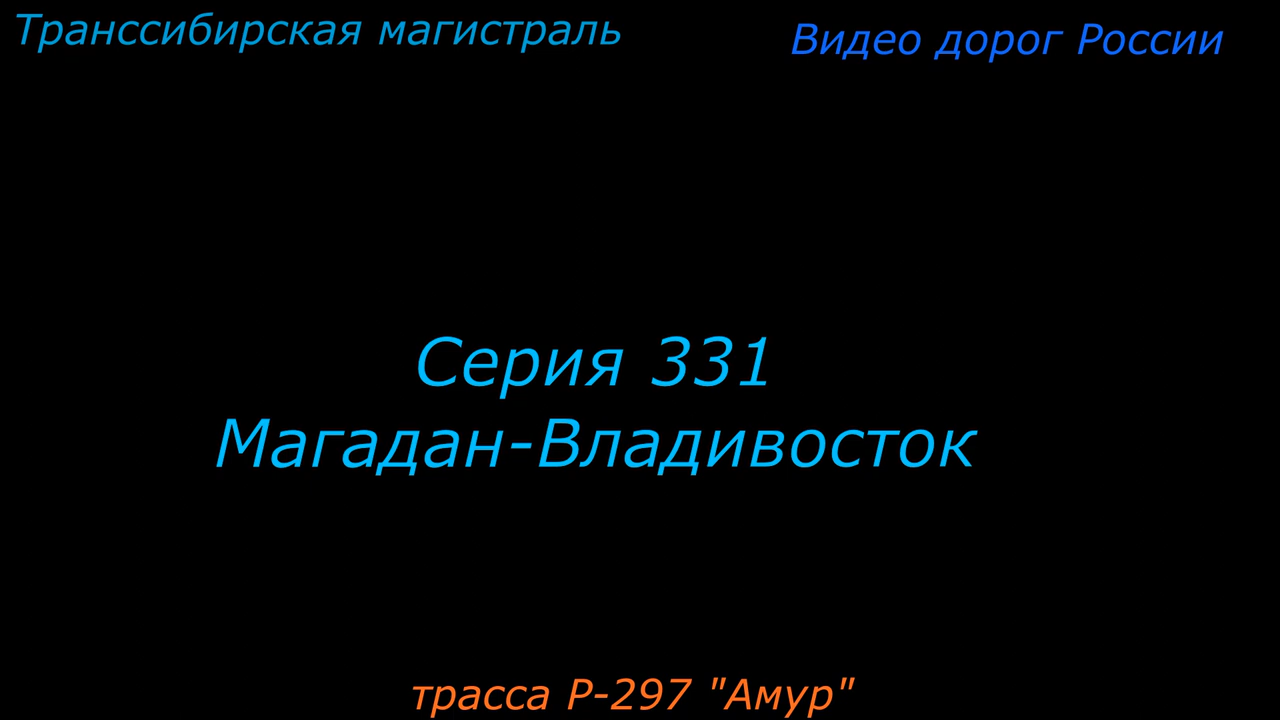 Транссибирская магистраль
Видео дорог России
Серия 331
Магадан-Владивосток
трасса Р-297 "Амур"